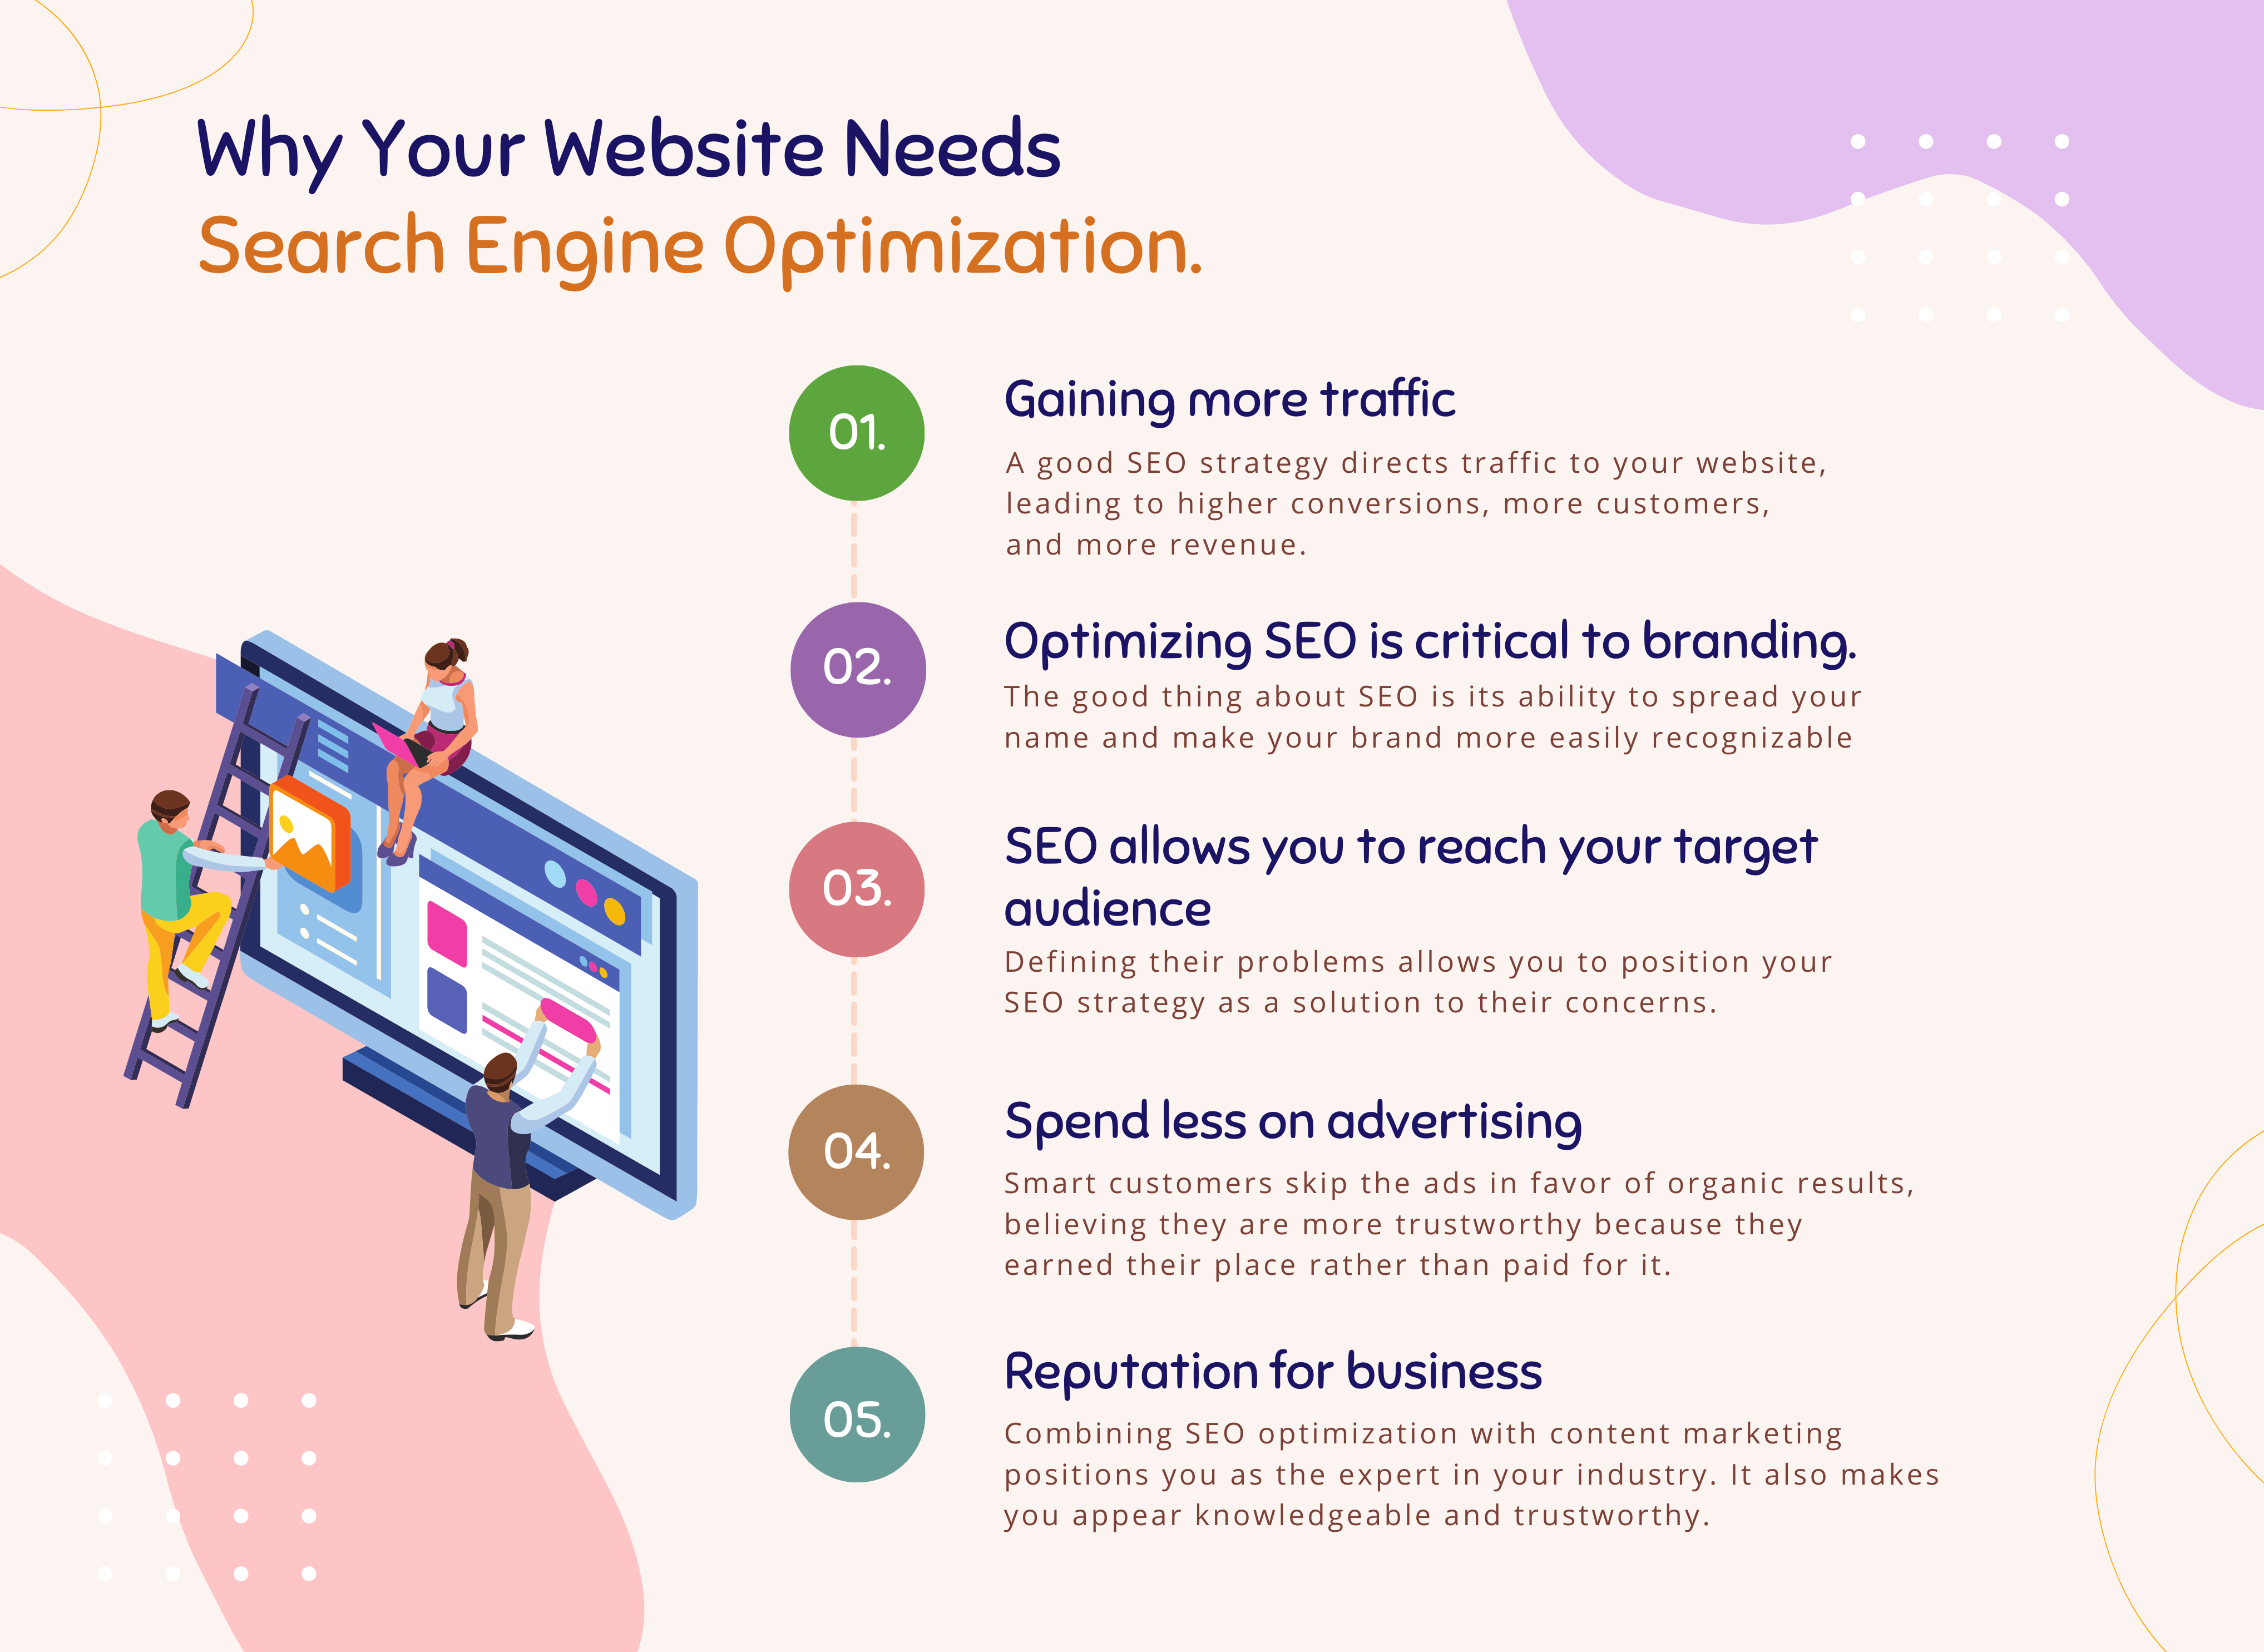 Why Your Website Needs
Search Engine Optimization.
01.
Gaining more traffic
A good SEO strategy directs traffic to your website,
leading to higher conversions, more customers,
and more revenue.
02.
Optimizing SEO is critical to branding.
The good thing about SEO is its ability to spread your
name and make your brand more easily recognizable
03.
SEO allows you to reach your target
audience
Defining their problems allows you to position your
SEO strategy as a solution to their concerns.
04.
Spend less on advertising
Smart customers skip the ads in favor of organic results,
believing they are more trustworthy because they
earned their place rather than paid for it.
05.
Reputation for business
Combining SEO optimization with content marketing
positions you as the expert in your industry. It also makes
you appear knowledgeable and trustworthy.